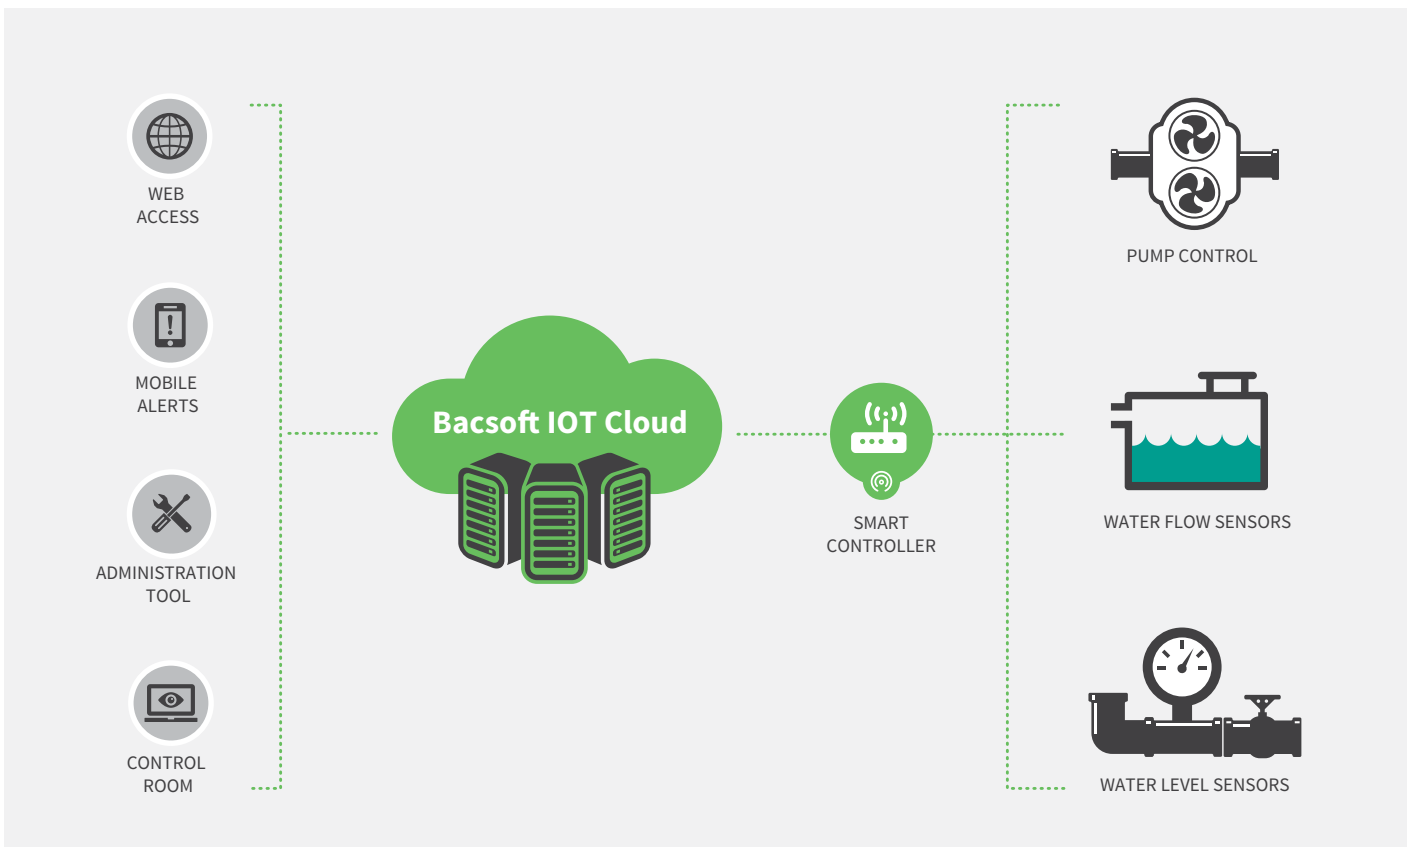 WEB
ACCESS
MOBILE
ALERTS
ADMINISTRATION
TOOL
CONTROL
ROOM
Bacsoft IOT Cloud
SMART
CONTROLLER
PUMP CONTROL
WATER FLOW SENSORS
WATER LEVEL SENSORS